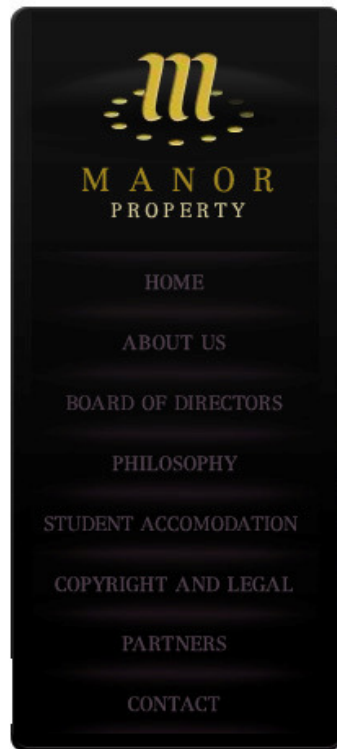 m
MANOR
PROPERTY
HOME
ABOUT US
BOARD OF DIRECTORS
PHILOSOPHY
STUDENT ACCOMODATION
COPYRIGHT AND LEGAL
PARTNERS
CONTACT